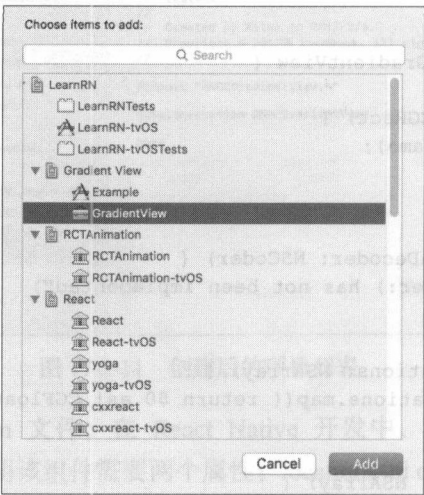 Choose items to add:
Search
LearnRN
LearnRNTests
LearnRN-tvOS
LearnRN-tvOSTests
Gradient View
Example
GradientView
RCTAnimation
RCTAnimation
RCTAnimation-tvOS
React
React
React-tvOS
yoga
yoga-tvOS
cxxreact
cxxreact-tvOS
Cancel
Add